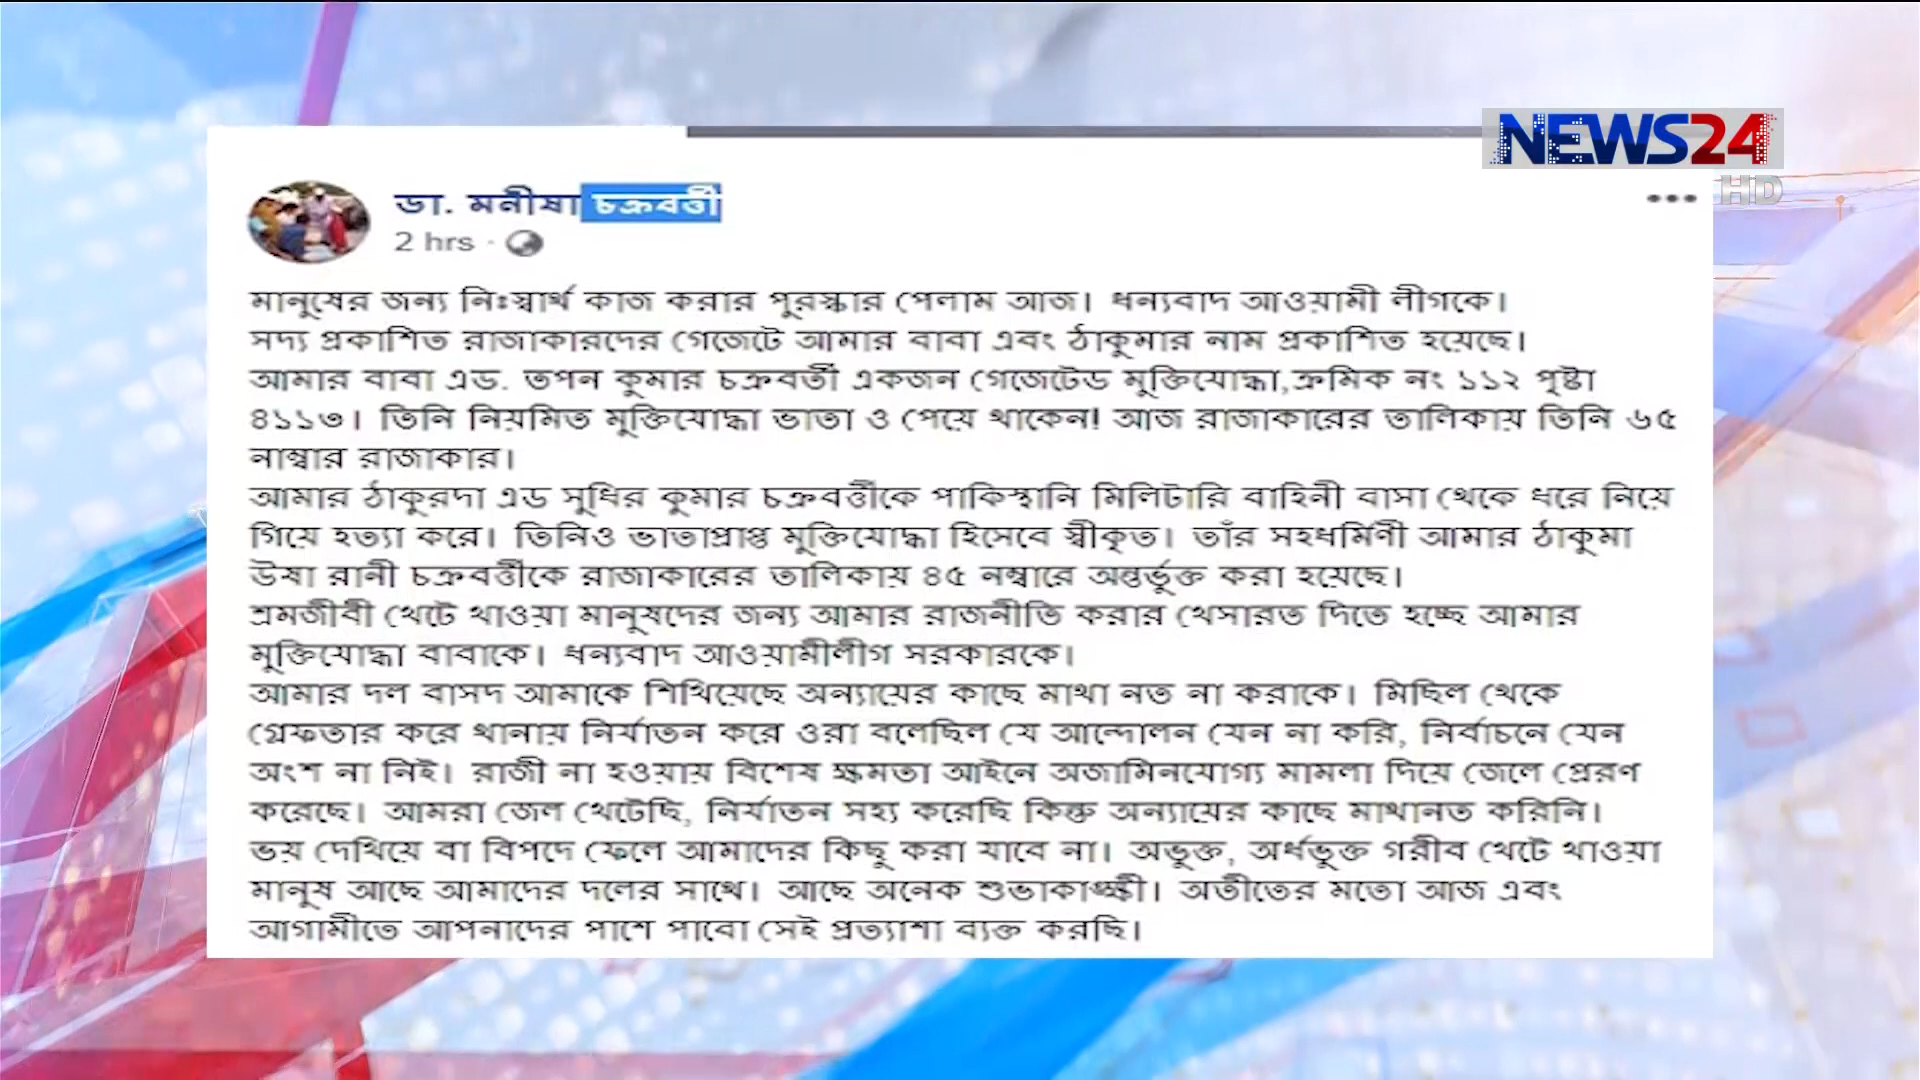 NEWS24
HD
ডা. মনীষা চক্রবর্ত্তী
2 hrs ·
মানুষের জন্য নিঃস্বার্থ কাজ করার পুরস্কার পেলাম আজ। ধন্যবাদ আওয়ামী লীগকে।
সদ্য প্রকাশিত রাজাকারদের গেজেটে আমার বাবা এবং ঠাকুমার নাম প্রকাশিত হয়েছে।
আমার বাবা এড. তপন কুমার চক্রবর্তী একজন গেজেটেড মুক্তিযোদ্ধা,ক্রমিক নং ১১২ পৃষ্টা
৪১১৩। তিনি নিয়মিত মুক্তিযোদ্ধা ভাতা ও পেয়ে থাকেন! আজ রাজাকারের তালিকায় তিনি ৬৫
নাম্বার রাজাকার।
আমার ঠাকুরদা এড সুধির কুমার চক্রবর্ত্তীকে পাকিস্থানি মিলিটারি বাহিনী বাসা থেকে ধরে নিয়ে
গিয়ে হত্যা করে। তিনিও ভাতাপ্রাপ্ত মুক্তিযোদ্ধা হিসেবে স্বীকৃত। তাঁর সহধর্মিণী আমার ঠাকুমা
উষা রানী চক্রবর্ত্তীকে রাজাকারের তালিকায় ৪৫ নম্বারে অন্তর্ভুক্ত করা হয়েছে।
শ্রমজীবী খেটে খাওয়া মানুষদের জন্য আমার রাজনীতি করার খেসারত দিতে হচ্ছে আমার
মুক্তিযোদ্ধা বাবাকে। ধন্যবাদ আওয়ামীলীগ সরকারকে।
আমার দল বাসদ আমাকে শিখিয়েছে অন্যায়ের কাছে মাথা নত না করাকে। মিছিল থেকে
গ্রেফতার করে থানায় নির্যাতন করে ওরা বলেছিল যে আন্দোলন যেন না করি, নির্বাচনে যেন
অংশ না নিই। রাজী না হওয়ায় বিশেষ ক্ষমতা আইনে অজামিনযোগ্য মামলা দিয়ে জেলে প্রেরণ
করেছে। আমরা জেল খেটেছি, নির্যাতন সহ্য করেছি কিন্তু অন্যায়ের কাছে মাথানত করিনি।
ভয় দেখিয়ে বা বিপদে ফেলে আমাদের কিছু করা যাবে না। অভুক্ত, অর্ধভুক্ত গরীব খেটে খাওয়া
মানুষ আছে আমাদের দলের সাথে। আছে অনেক শুভাকাঙ্ক্ষী। অতীতের মতো আজ এবং
আগামীতে আপনাদের পাশে পাবো সেই প্রত্যাশা ব্যক্ত করছি।